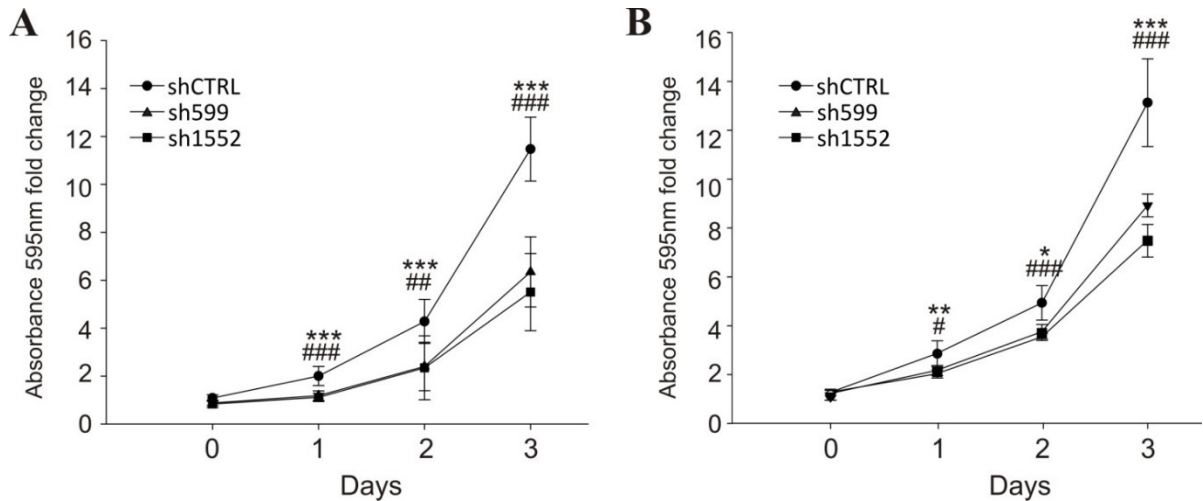 A
Absorbance 595nm fold change
16
14
12
10
8
6
4
2
0
shCTRL
sh599
sh1552
***
###
***
##
***
###
0 1 2 3
Days
B
Absorbance 595nm fold change
16
14
12
10
8
6
4
2
0
shCTRL
sh599
sh1552
**
#
*
###
***
###
0 1 2 3
Days